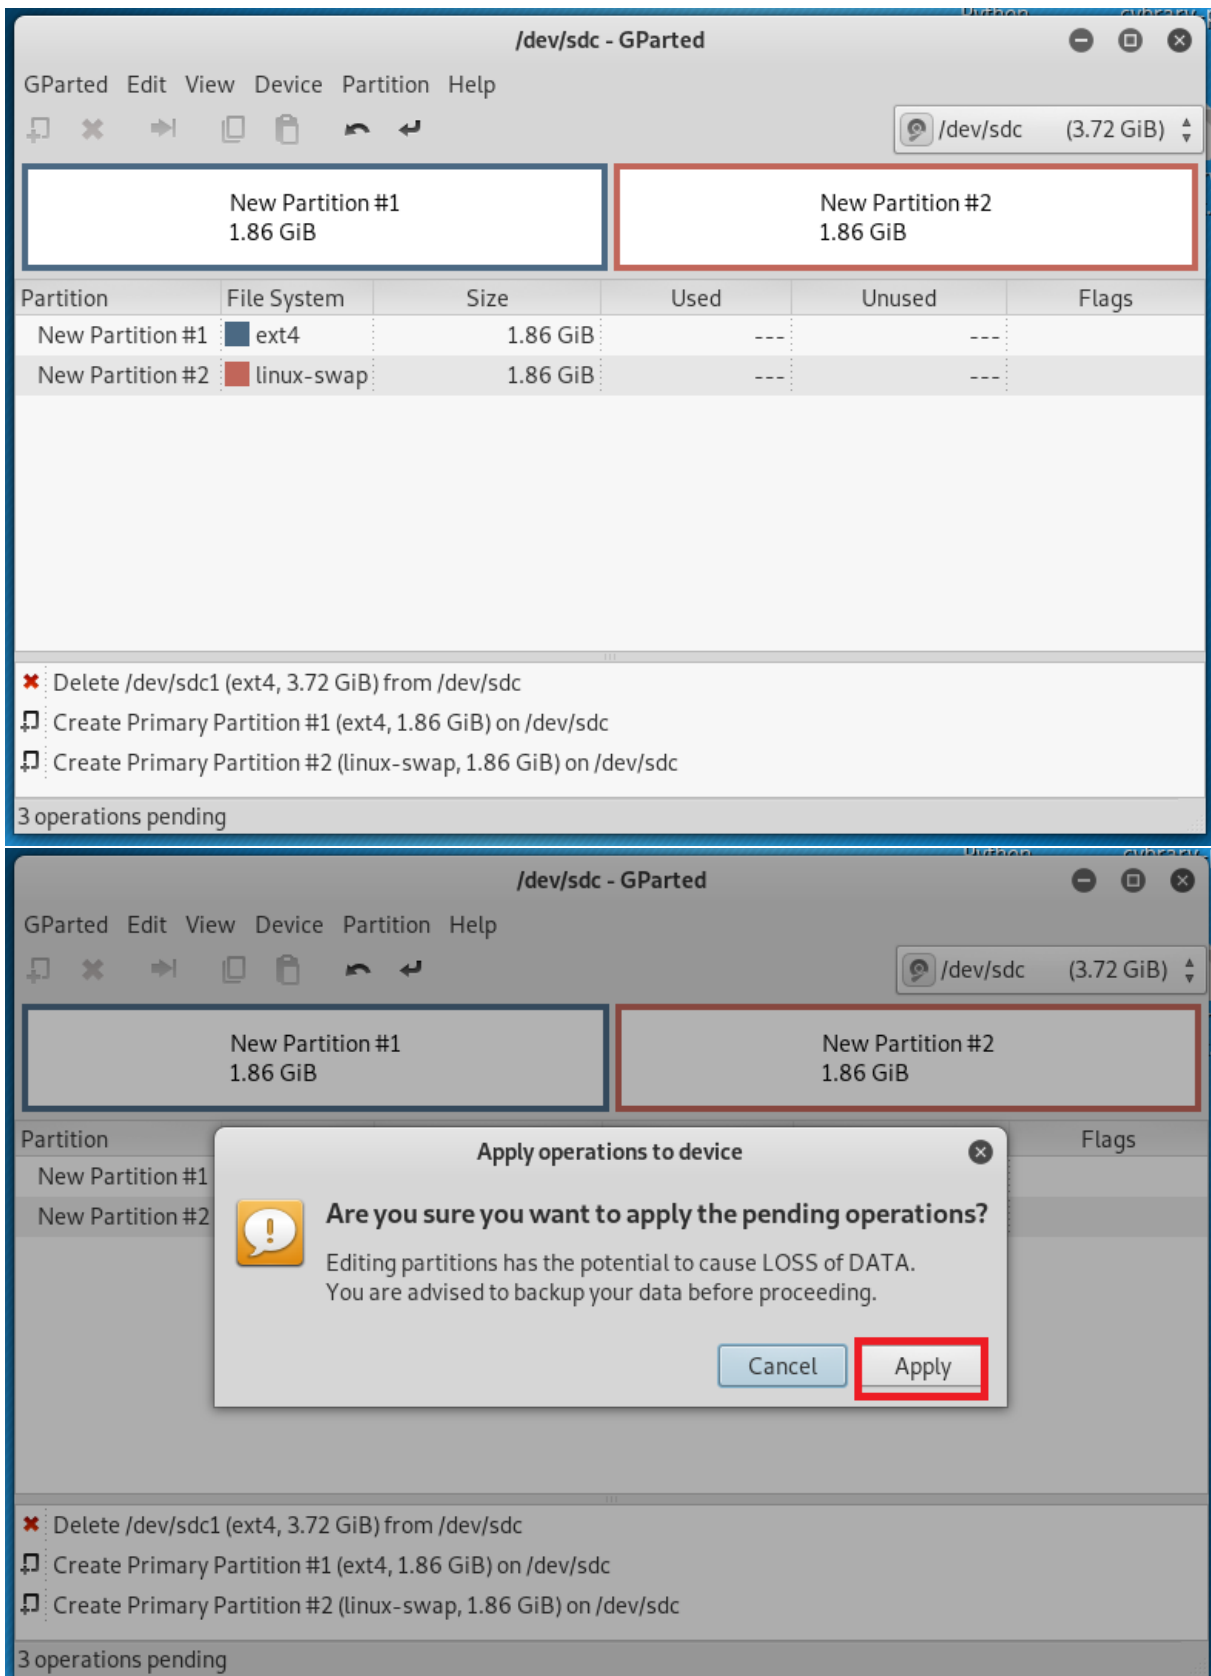 Python cybrary
/dev/sdc - GParted
GParted Edit View Device Partition Help
/dev/sdc (3.72 GiB)
New Partition #1 New Partition #2
1.86 GiB 1.86 GiB
Partition File System Size Used Unused Flags
New Partition #1 ext4 1.86 GiB --- ---
New Partition #2 linux-swap 1.86 GiB --- ---
Delete /dev/sdc1 (ext4, 3.72 GiB) from /dev/sdc
Create Primary Partition #1 (ext4, 1.86 GiB) on /dev/sdc
Create Primary Partition #2 (linux-swap, 1.86 GiB) on /dev/sdc
3 operations pending
Python cybrary
/dev/sdc - GParted
GParted Edit View Device Partition Help
/dev/sdc (3.72 GiB)
New Partition #1 New Partition #2
1.86 GiB 1.86 GiB
Partition Flags
New Partition #1
New Partition #2
Apply operations to device
Are you sure you want to apply the pending operations?
Editing partitions has the potential to cause LOSS of DATA.
You are advised to backup your data before proceeding.
Cancel Apply
Delete /dev/sdc1 (ext4, 3.72 GiB) from /dev/sdc
Create Primary Partition #1 (ext4, 1.86 GiB) on /dev/sdc
Create Primary Partition #2 (linux-swap, 1.86 GiB) on /dev/sdc
3 operations pending